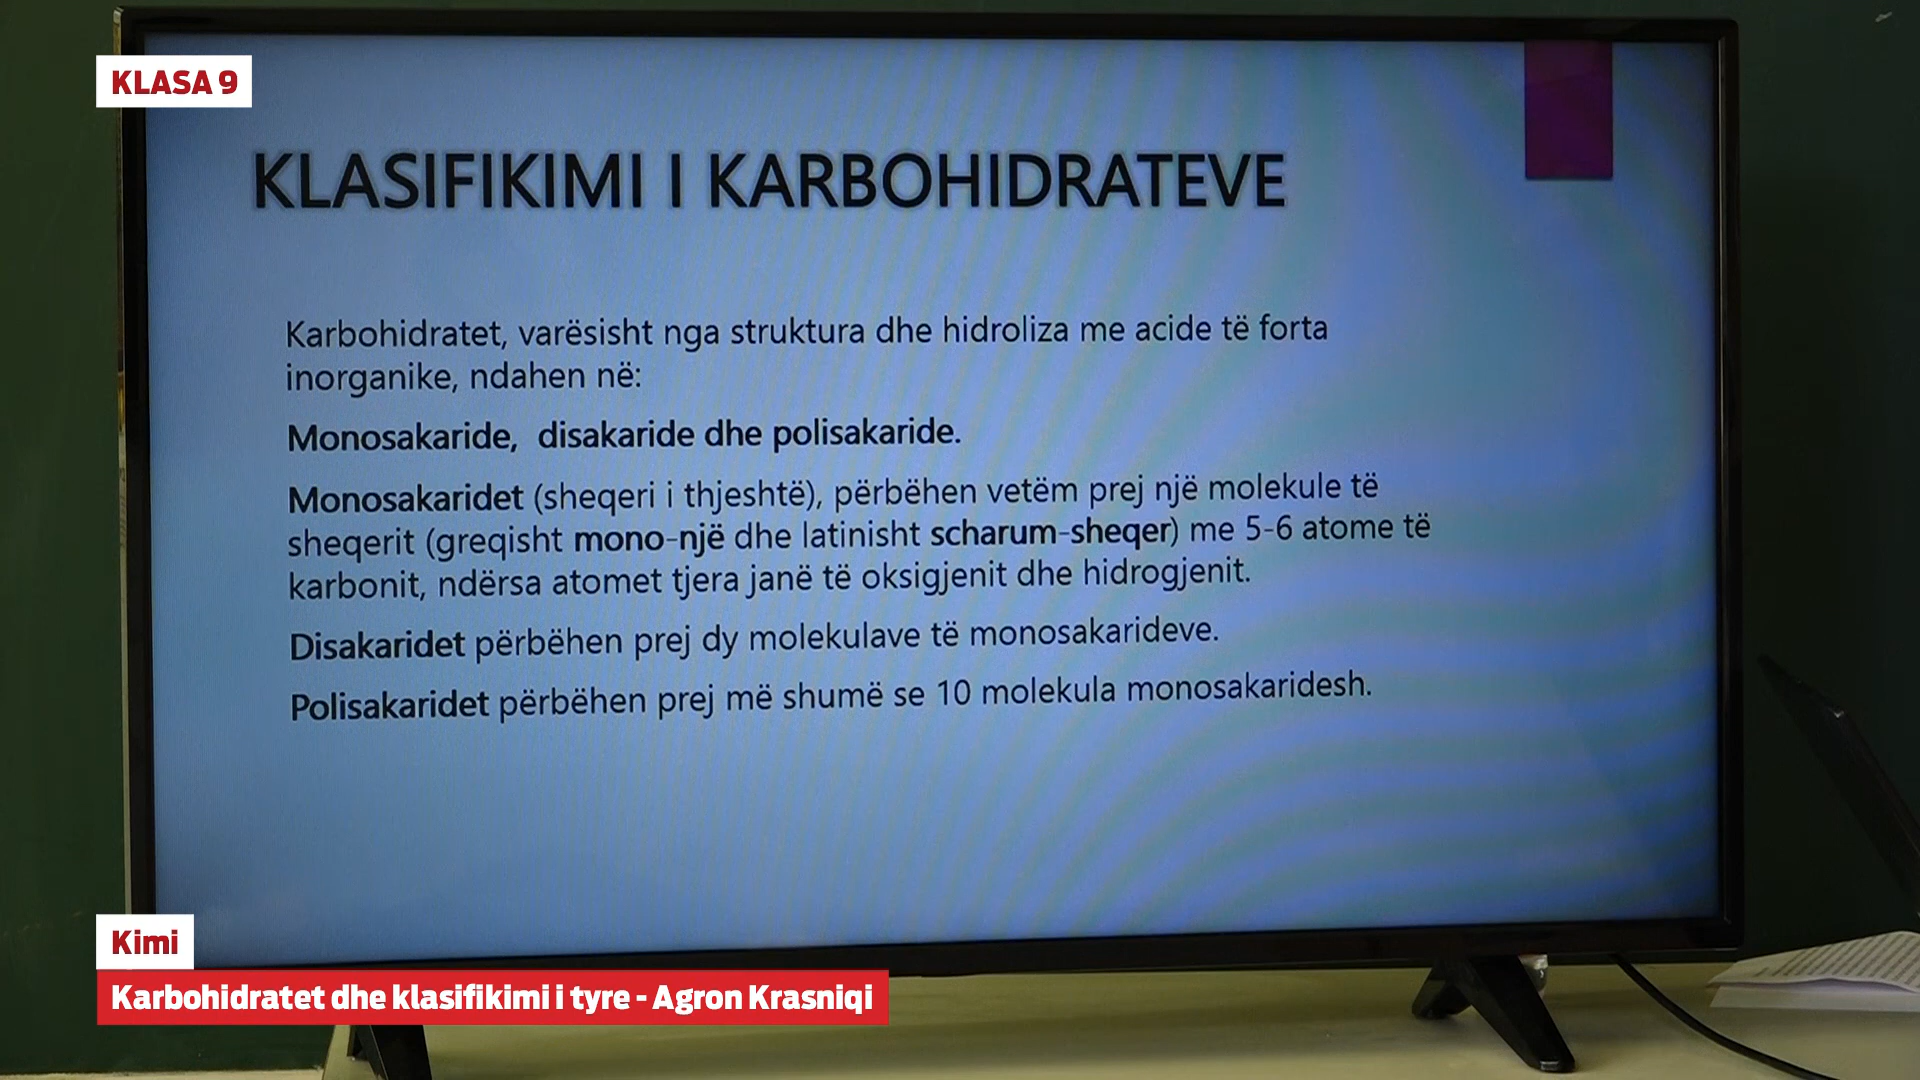 KLASA 9
KLASIFIKIMI I KARBOHIDRATEVE
Karbohidratet, varësisht nga struktura dhe hidroliza me acide të forta
inorganike, ndahen në:
Monosakaride, disakaride dhe polisakaride.
Monosakaridet (sheqeri i thjeshtë), përbëhen vetëm prej një molekule të
sheqerit (greqisht mono-një dhe latinisht scharum-sheqer) me 5-6 atome të
karbonit, ndërsa atomet tjera janë të oksigjenit dhe hidrogjenit.
Disakaridet përbëhen prej dy molekulave të monosakarideve.
Polisakaridet përbëhen prej më shumë se 10 molekula monosakaridesh.
Kimi
Karbohidratet dhe klasifikimi i tyre - Agron Krasniqi